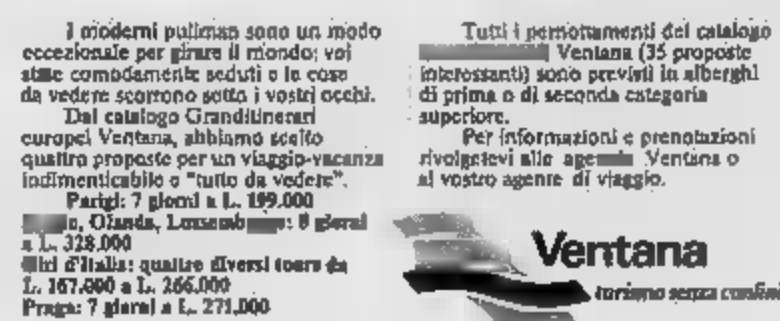 I moderni pullman sono un modo
eccezionale per girare il mondo: voi
state comodamente seduti e le cose
da vedere scorrono sotto i vostri occhi.
Dal catalogo Granditinerari
europei Ventana, abbiamo scelto
quattro proposte per un viaggio-vacanza
indimenticabile e "tutto da vedere".
Parigi: 7 giorni a L. 199.000
Olanda, 8 giorni
a L. 328.000
d'Italia: quattro diversi tours da
L. 167.000 a L. 266.000
Praga: 7 giorni a L. 271.000
Tutti i pernottamenti del catalogo
Ventana (35 proposte
interessanti) sono previsti in alberghi
di prima o di seconda categoria
superiore.
Per informazioni e prenotazioni
rivolgetevi alle Ventana o
al vostro agente di viaggio.
Ventana
turismo senza confini